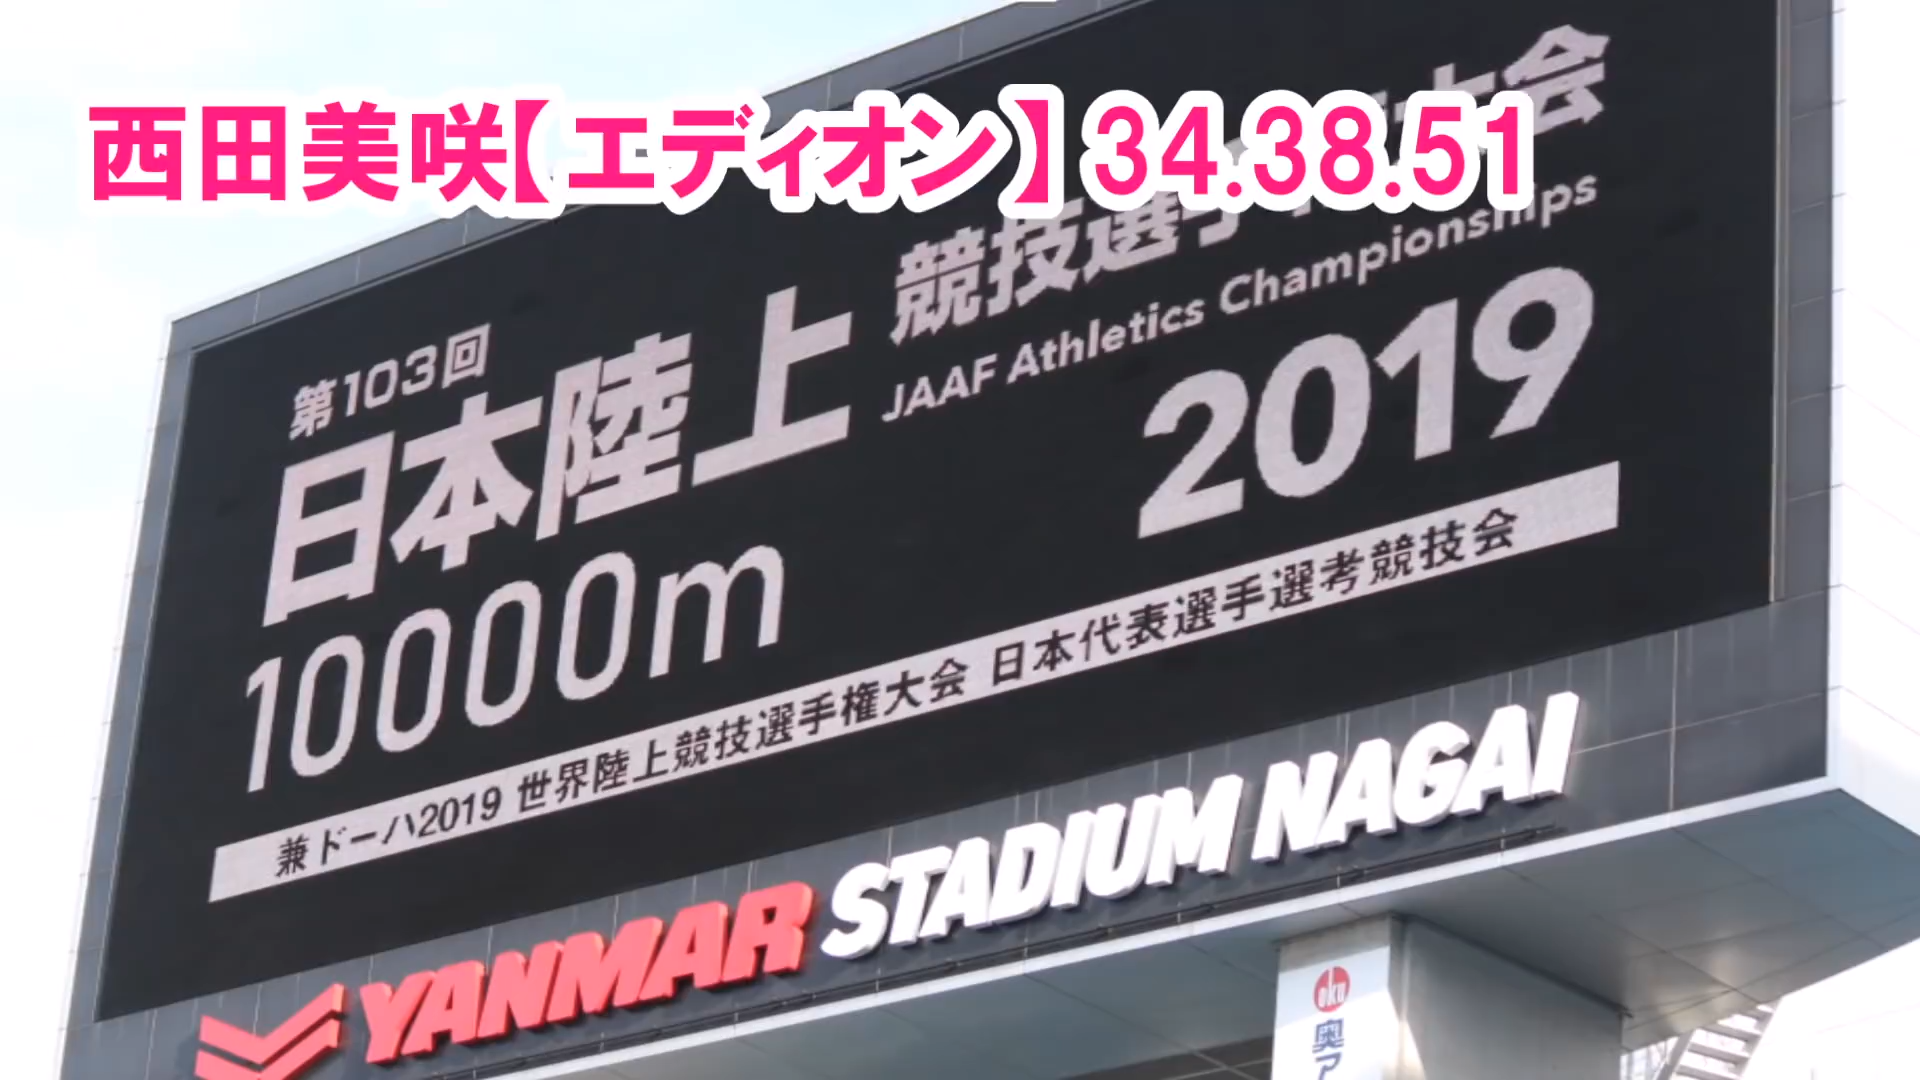 西田美咲【エディオン】34.38.51
第103回
日本陸上
競技選手 大会
JAAF Athletics Championships
2019
10000m
兼ドーハ2019 世界陸上競技選手権大会 日本代表選手選考競技会
YANMAR STADIUM NAGAI
oku
奥ア